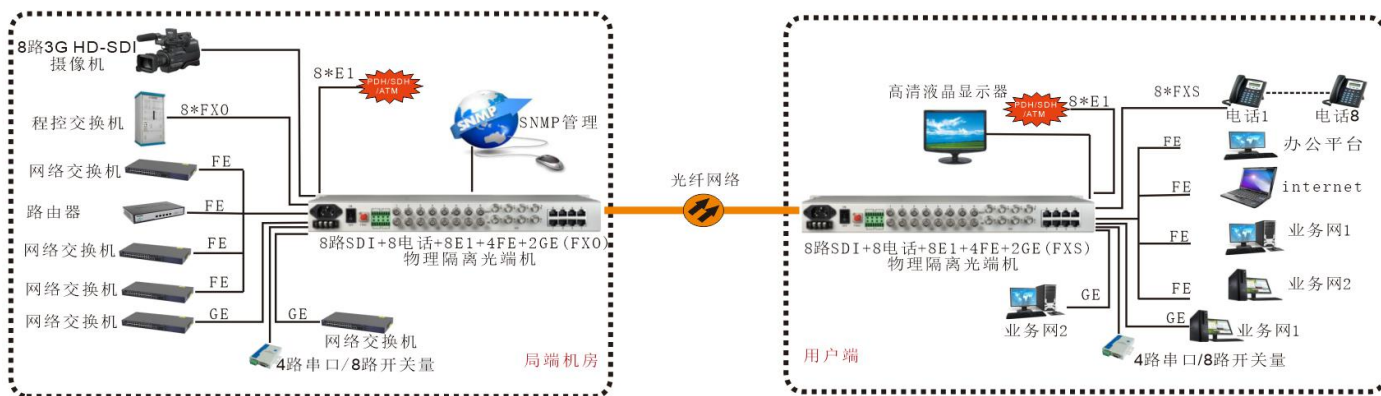 8路3G HD-SDI
摄像机
8*E1
PDH/SDH
/ATM
程控交换机
8*FXO
SNMP
SNMP管理
网络交换机
FE
路由器
FE
网络交换机
FE
网络交换机
FE
网络交换机
GE
GE
网络交换机
4路串口/8路开关量
8路SDI+8电话+8E1+4FE+2GE(FXO)
物理隔离光端机
局端机房
光纤网络
高清液晶显示器
PDH/SDH
/ATM
8*E1
8*FXS
电话1
电话8
FE
办公平台
FE
internet
FE
业务网1
FE
业务网2
GE
业务网1
GE
业务网2
8路SDI+8电话+8E1+4FE+2GE(FXS)
物理隔离光端机
4路串口/8路开关量
用户端